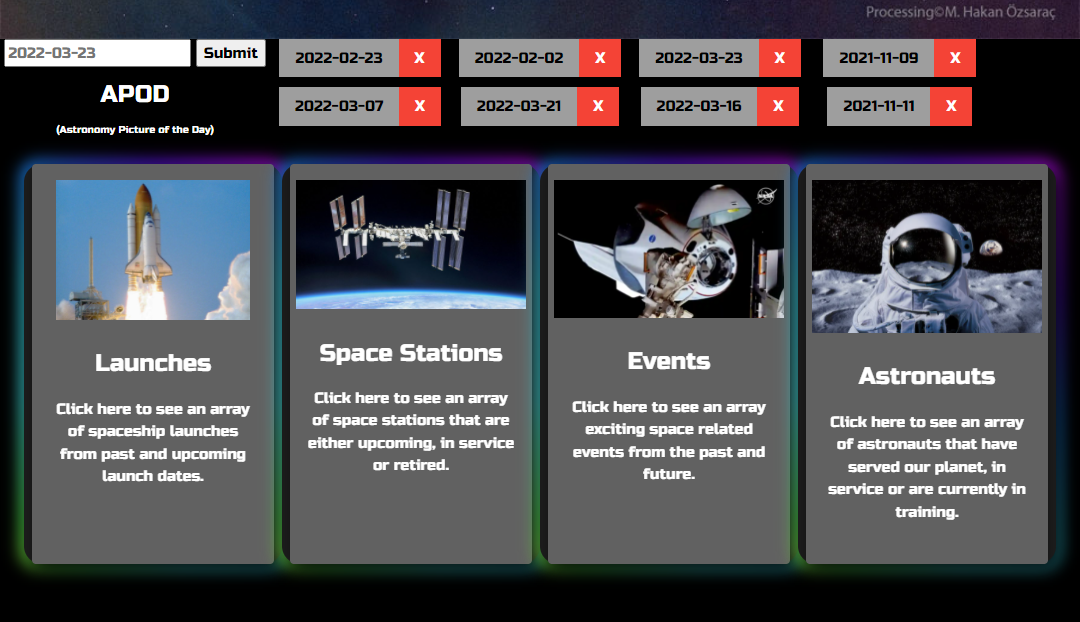 Processing©M. Hakan Özsaraç
2022-03-23
Submit
APOD
(Astronomy Picture of the Day)
2022-02-23 X
2022-02-02 X
2022-03-23 X
2021-11-09 X
2022-03-07 X
2022-03-21 X
2022-03-16 X
2021-11-11 X
Launches
Click here to see an array
of spaceship launches
from past and upcoming
launch dates.
Space Stations
Click here to see an array
of space stations that are
either upcoming, in service
or retired.
NASA
Events
Click here to see an array
exciting space related
events from the past and
future.
Astronauts
Click here to see an array
of astronauts that have
served our planet, in
service or are currently in
training.